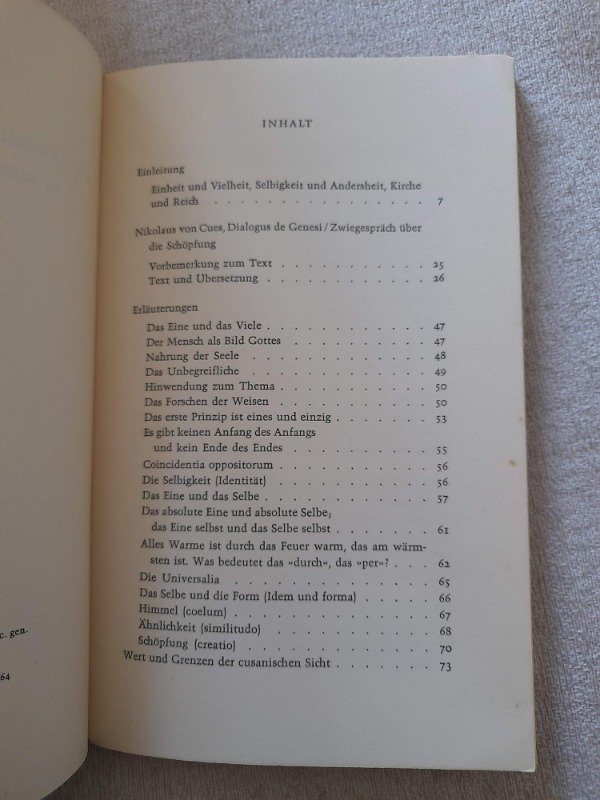 c. gen.
64
INHALT
Einleitung
Einheit und Vielheit, Selbigkeit und Andersheit, Kirche
und Reich . . . . . . . . . . . . . . . 7
Nikolaus von Cues, Dialogus de Genesi / Zwiegespräch über
die Schöpfung
Vorbemerkung zum Text . . . . . . . . . . 25
Text und Übersetzung . . . . . . . . . . . 26
Erläuterungen
Das Eine und das Viele . . . . . . . . . . . 47
Der Mensch als Bild Gottes . . . . . . . . . 47
Nahrung der Seele . . . . . . . . . . . . 48
Das Unbegreifliche . . . . . . . . . . . . 49
Hinwendung zum Thema . . . . . . . . . . 50
Das Forschen der Weisen . . . . . . . . . . 50
Das erste Prinzip ist eines und einzig . . . . . . . 53
Es gibt keinen Anfang des Anfangs
und kein Ende des Endes . . . . . . . . . . 55
Coincidentia oppositorum . . . . . . . . . . 56
Die Selbigkeit (Identität) . . . . . . . . . . 56
Das Eine und das Selbe . . . . . . . . . . . 57
Das absolute Eine und absolute Selbe;
das Eine selbst und das Selbe selbst . . . . . . . 61
Alles Warme ist durch das Feuer warm, das am wärm-
sten ist. Was bedeutet das »durch«, das »per«? . . . 62
Die Universalia . . . . . . . . . . . . . 65
Das Selbe und die Form (Idem und forma) . . . . . 66
Himmel (coelum) . . . . . . . . . . . . . 67
Ähnlichkeit (similitudo) . . . . . . . . . . . 68
Schöpfung (creatio) . . . . . . . . . . . . 70
Wert und Grenzen der cusanischen Sicht . . . . . . . 73